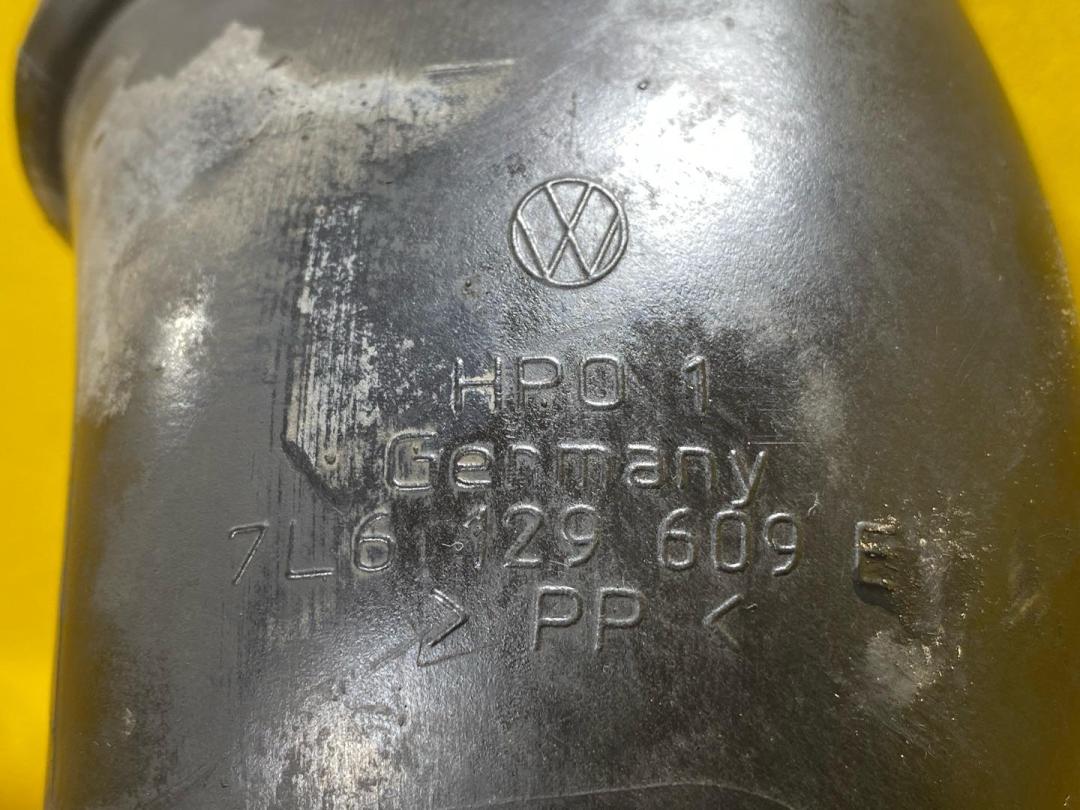 HPO 1
Germany
7L6 129 609 E
> PP <